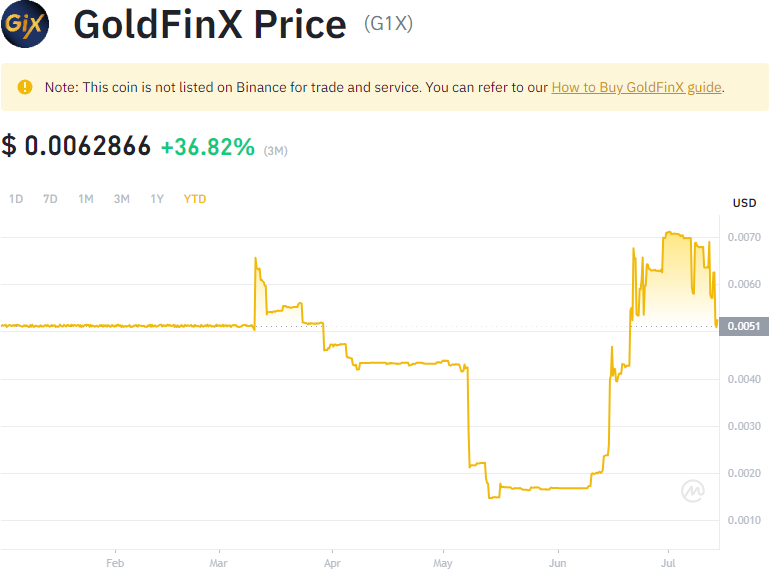 GiX
GoldFinX Price (G1X)
Note: This coin is not listed on Binance for trade and service. You can refer to our How to Buy GoldFinX guide.
$ 0.0062866 +36.82% (3M)
1D 7D 1M 3M 1Y YTD
USD
0.0070
0.0060
0.0051
0.0040
0.0030
0.0020
0.0010
Feb Mar Apr May Jun Jul